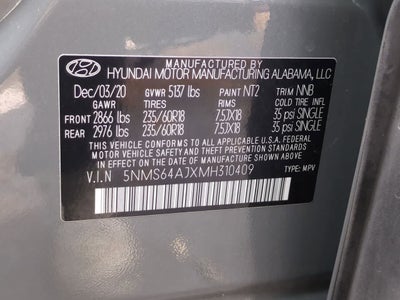 MANUFACTURED BY
HYUNDAI MOTOR MANUFACTURING ALABAMA, LLC
Dec/03/20 GVWR 5137 lbs PAINT NT2 TRIM NNB
GAWR TIRES RIMS COLD TIRE INF.
FRONT 2866 lbs 235/60R18 7.5JX18 35 psi SINGLE
REAR 2976 lbs 235/60R18 7.5JX18 35 psi SINGLE
THIS VEHICLE CONFORMS TO ALL APPLICABLE U.S.A FEDERAL
MOTOR VEHICLE SAFETY AND THEFT PREVENTION STANDARDS
IN EFFECT ON THE DATE OF MANUFACTURE SHOWN ABOVE.
V.I.N 5NMS64AJXMH310409 TYPE: MPV